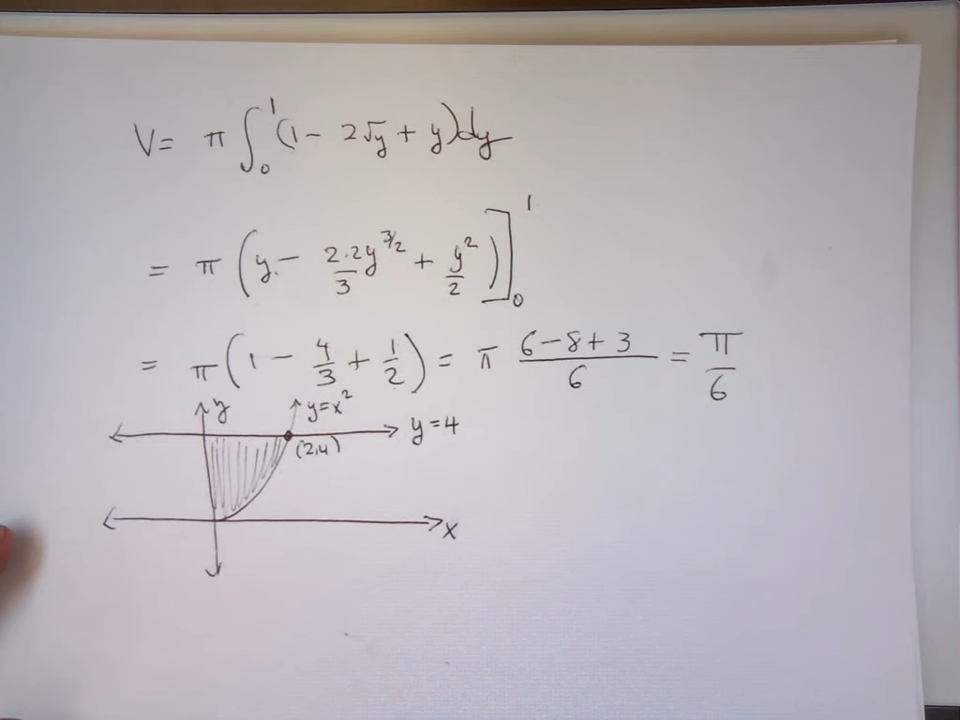 V= π ∫₀¹ (1 − 2√y + y) dy
= π (y − 2·2/3 y^3/2 + y²/2)]₀¹
= π (1 − 4/3 + 1/2) = π 6−8+3/6 = π/6
y y=x²
y=4
(2,4)
x